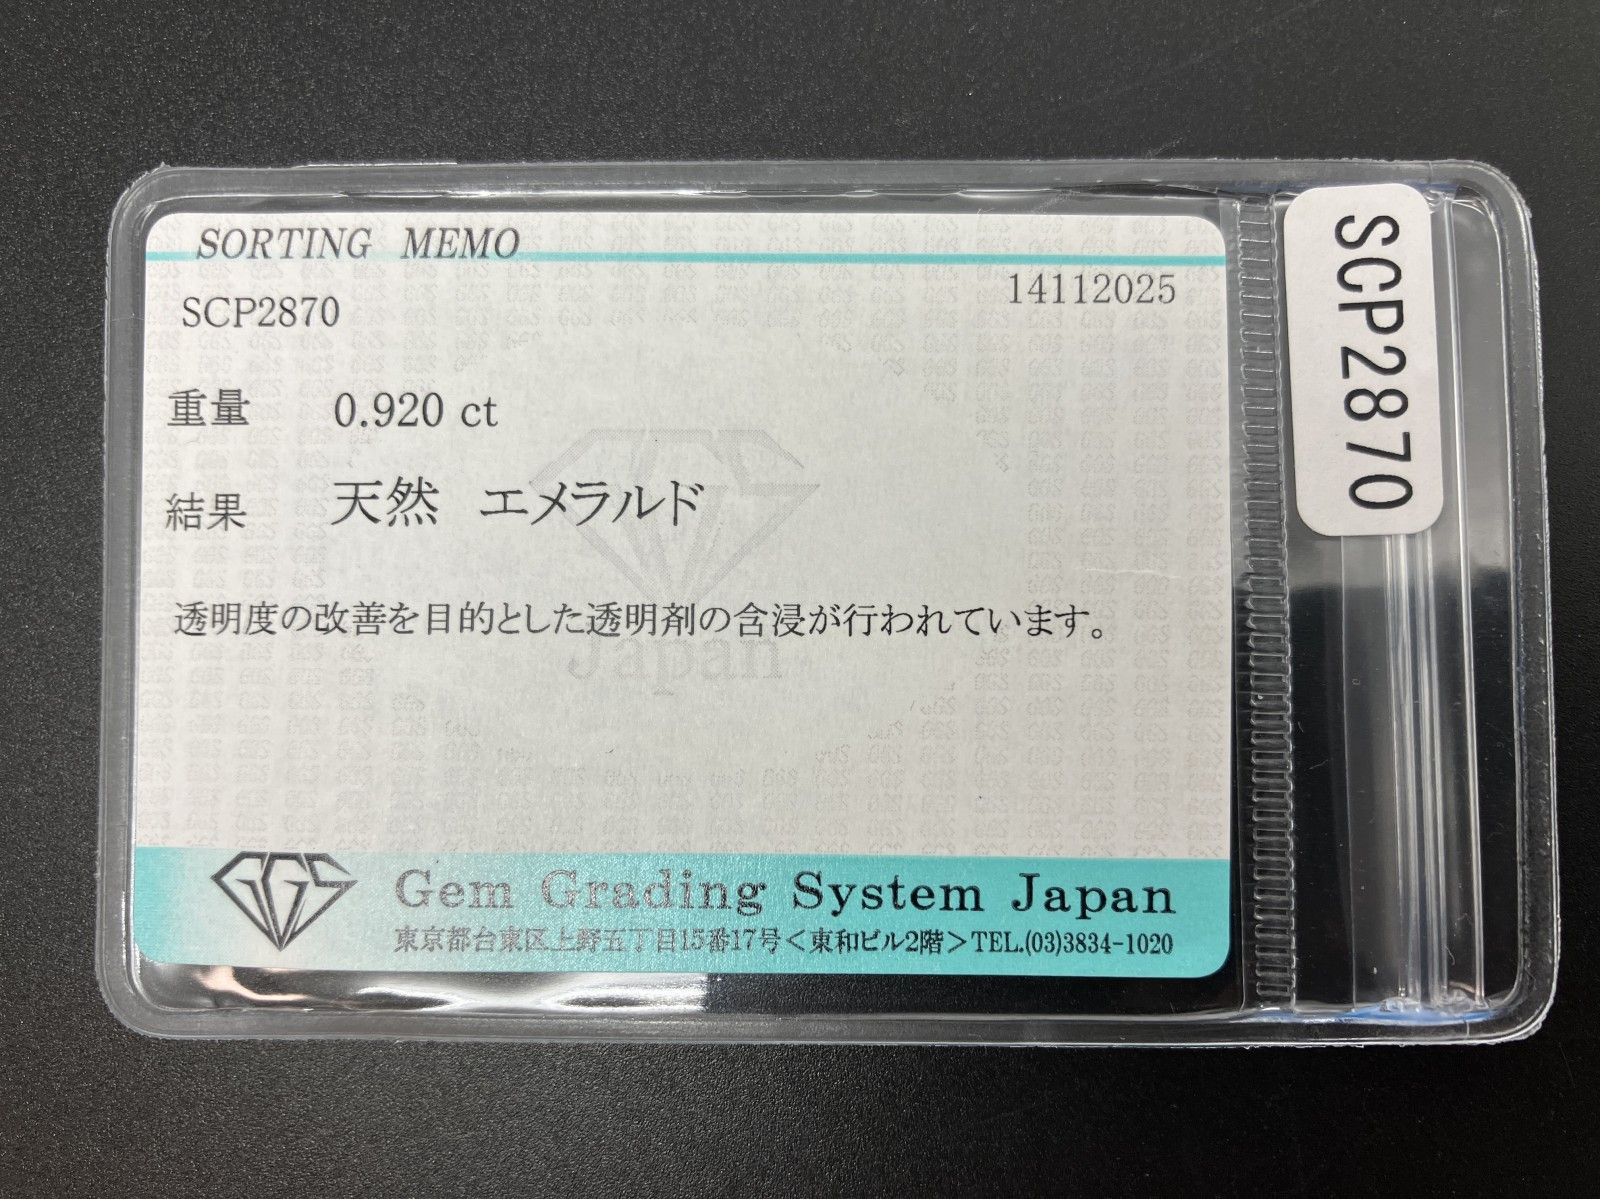 SORTING MEMO
14112025
SCP2870
重量 0.920 ct
結果 天然 エメラルド
透明度の改善を目的とした透明剤の含浸が行われています。
Japan
GGS Gem Grading System Japan
東京都台東区上野五丁目15番17号<東和ビル2階>TEL.(03)3834-1020
SCP2870